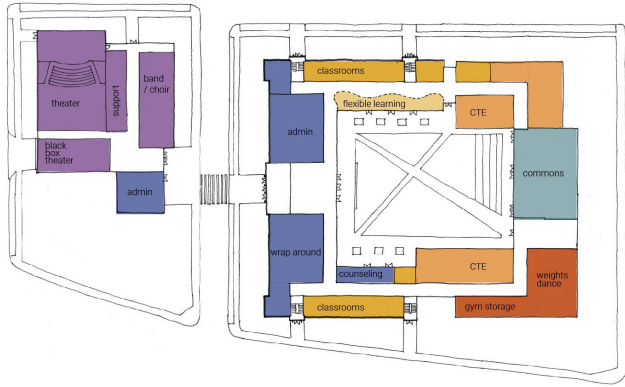 theater
support
band
/ choir
black
box
theater
admin
classrooms
flexible learning
admin
CTE
commons
wrap around
counseling
CTE
weights
dance
classrooms
gym storage